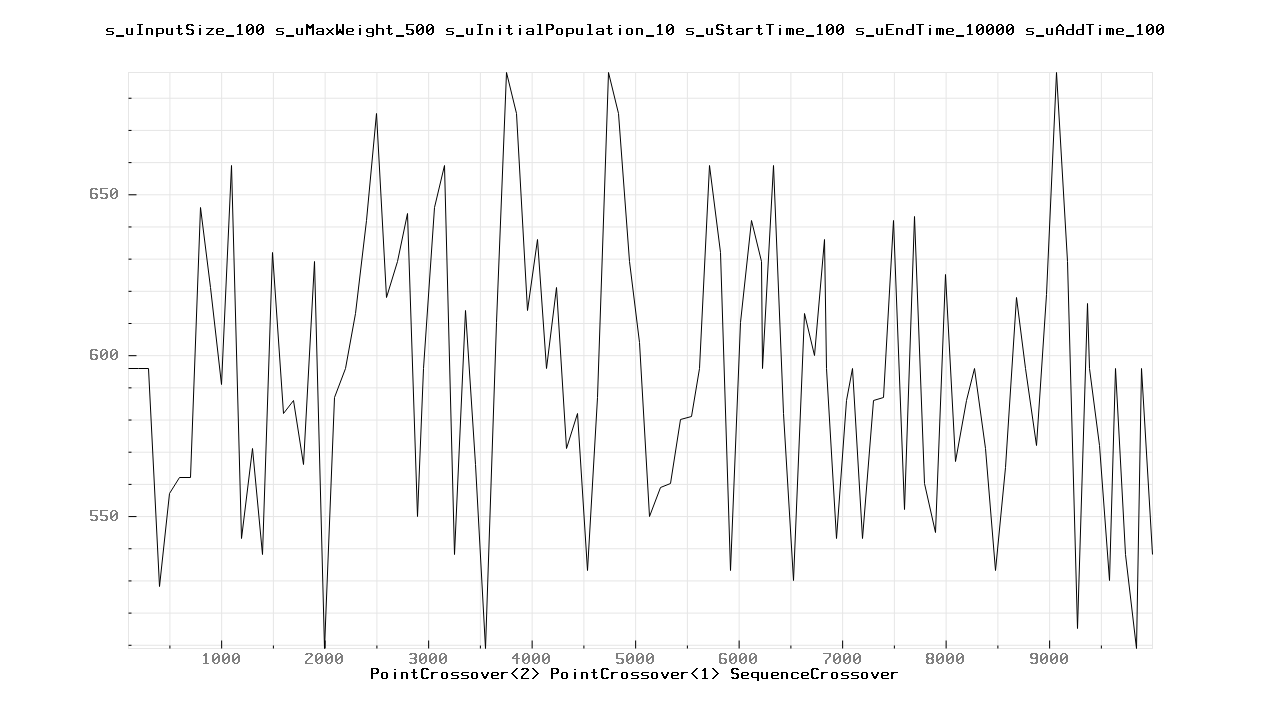 s_uInputSize_100 s_uMaxWeight_500 s_uInitialPopulation_10 s_uStartTime_100 s_uEndTime_10000 s_uAddTime_100
650
600
550
1000 2000 3000 4000 5000 6000 7000 8000 9000
PointCrossover<2> PointCrossover<1> SequenceCrossover